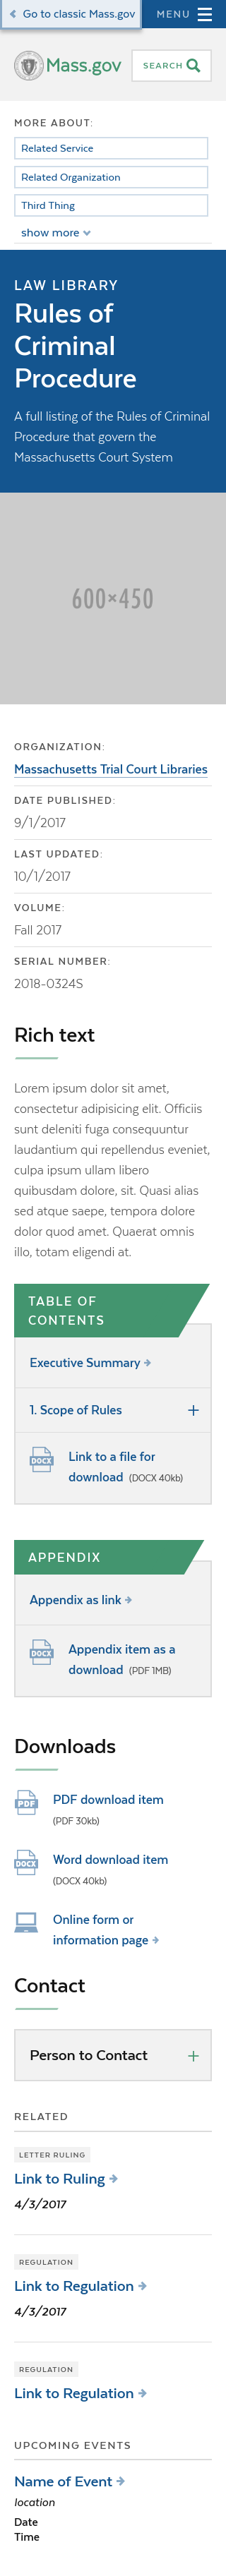 Go to classic Mass.gov
MENU
Mass.gov
SEARCH
MORE ABOUT:
Related Service
Related Organization
Third Thing
show more
LAW LIBRARY
Rules of
Criminal
Procedure
A full listing of the Rules of Criminal
Procedure that govern the
Massachusetts Court System
600×450
ORGANIZATION:
Massachusetts Trial Court Libraries
DATE PUBLISHED:
9/1/2017
LAST UPDATED:
10/1/2017
VOLUME:
Fall 2017
SERIAL NUMBER:
2018-0324S
Rich text
Lorem ipsum dolor sit amet,
consectetur adipisicing elit. Officiis
sunt deleniti fuga consequuntur
laudantium qui repellendus eveniet,
culpa ipsum ullam libero
quibusdam dolore, sit. Quasi alias
sed atque saepe, tempora dolore
dolor quod amet. Quaerat omnis
illo, totam eligendi at.
TABLE OF
CONTENTS
Executive Summary
1. Scope of Rules
DOCX
Link to a file for
download (DOCX 40kb)
APPENDIX
Appendix as link
DOCX
Appendix item as a
download (PDF 1MB)
Downloads
PDF
PDF download item
(PDF 30kb)
DOCX
Word download item
(DOCX 40kb)
Online form or
information page
Contact
Person to Contact
RELATED
LETTER RULING
Link to Ruling
4/3/2017
REGULATION
Link to Regulation
4/3/2017
REGULATION
Link to Regulation
UPCOMING EVENTS
Name of Event
location
Date
Time